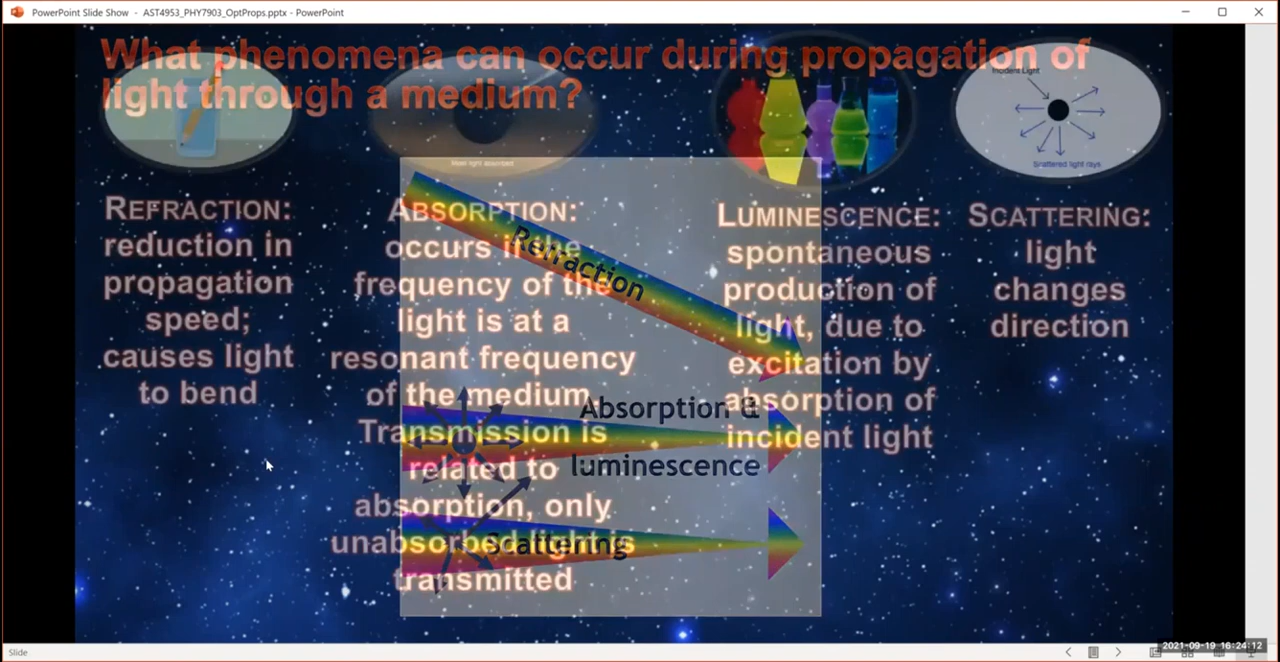 PowerPoint Slide Show - AST4953_PHY7903_OptProps.pptx - PowerPoint
What phenomena can occur during propagation of
light through a medium?
Most light absorbed
Incident Light
Scattered light rays
REFRACTION:
reduction in
propagation
speed;
causes light
to bend
ABSORPTION:
occurs if the
frequency of the
light is at a
resonant frequency
of the medium
Transmission is
related to
absorption, only
unabsorbed light is
transmitted
Refraction
Absorption &
luminescence
Scattering
LUMINESCENCE:
spontaneous
production of
light, due to
excitation by
absorption of
incident light
SCATTERING:
light
changes
direction
Slide
2021-09-19 16:24:12